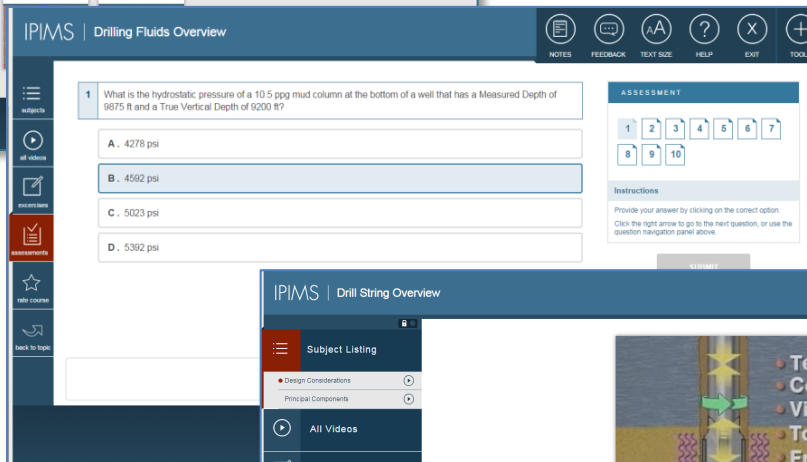 IPIMS | Drilling Fluids Overview
NOTES
FEEDBACK
AA
TEXT SIZE
?
HELP
X
EXIT
subjects
all videos
excercises
assessments
rate course
back to topic
1 What is the hydrostatic pressure of a 10.5 ppg mud column at the bottom of a well that has a Measured Depth of
9875 ft and a True Vertical Depth of 9200 ft?
A. 4278 psi
B. 4592 psi
C. 5023 psi
D. 5392 psi
ASSESSMENT
1 2 3 4 5 6 7
8 9 10
Instructions
Provide your answer by clicking on the correct option.
Click the right arrow to go to the next question, or use the
question navigation panel above.
SUBMIT
IPIMS | Drill String Overview
Subject Listing
Design Considerations
Principal Components
All Videos